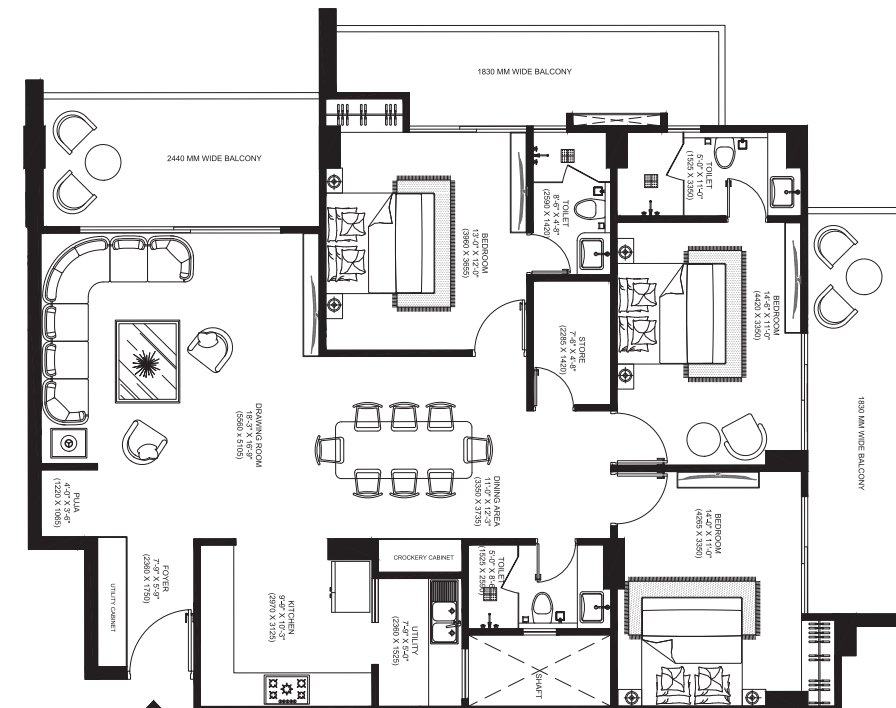 1830 MM WIDE BALCONY
2440 MM WIDE BALCONY
BEDROOM
13'-0" X 12'-0"
(3960 X 3655)
TOILET
8'-6" X 4'-8"
(2590 X 1420)
TOILET
5'-0" X 11'-0"
(1525 X 3350)
BEDROOM
14'-6" X 11'-0"
(4420 X 3350)
STORE
7'-6" X 4'-8"
(2285 X 1420)
1830 MM WIDE BALCONY
DRAWING ROOM
18'-3" X 16'-9"
(5560 x 5105)
DINING AREA
11'-0" X 12'-3"
(3350 X 3735)
PUJA
4'-0" X 3'-6"
(1220 X 1065)
BEDROOM
14'-0" X 11'-0"
(4265 X 3350)
UTILITY CABINET
FOYER
7'-9" X 5'-9"
(2360 X 1750)
CROCKERY CABINET
TOILET
5'-0" X 8'-6"
KITCHEN
9'-9" X 10'-3"
(2970 X 3125)
UTILITY
7'-9" X 5'-0"
(2360 X 1525)
SHAFT